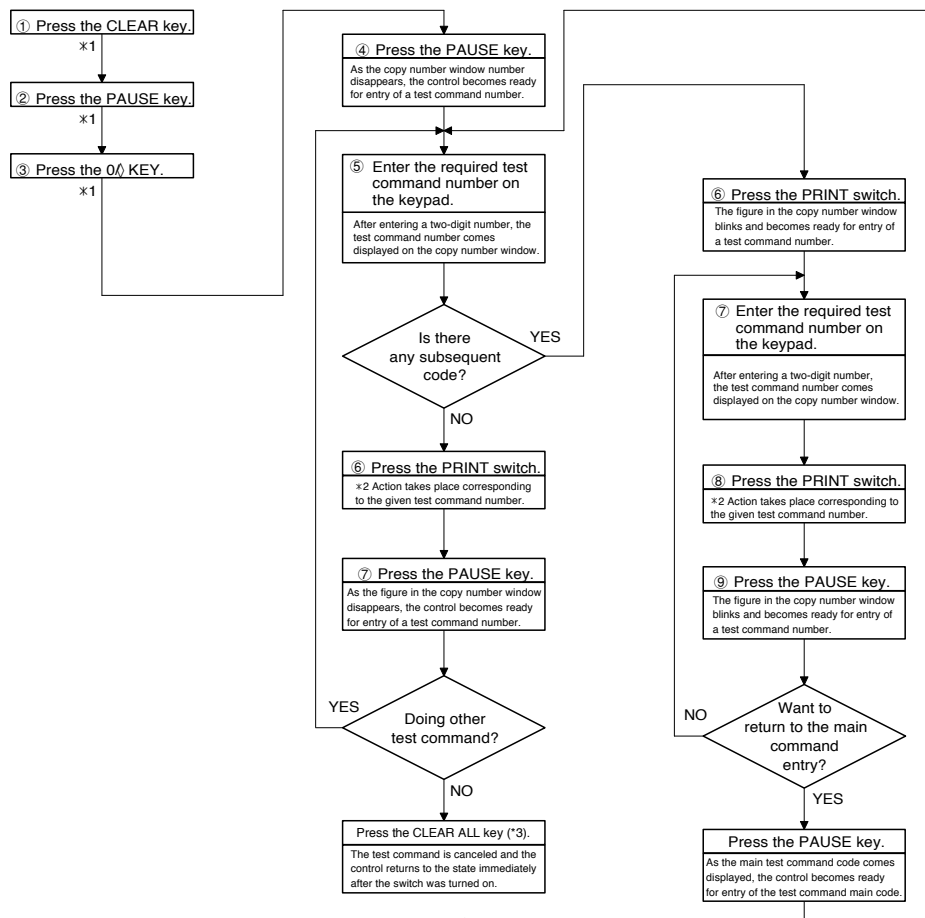 ① Press the CLEAR key.
*1
② Press the PAUSE key.
*1
③ Press the 0/◊ KEY.
*1
④ Press the PAUSE key.
As the copy number window number
disappears, the control becomes ready
for entry of a test command number.
⑤ Enter the required test
command number on
the keypad.
After entering a two-digit number, the
test command number comes
displayed on the copy number window.
Is there
any subsequent
code?
YES
NO
⑥ Press the PRINT switch.
*2 Action takes place corresponding
to the given test command number.
⑦ Press the PAUSE key.
As the figure in the copy number window
disappears, the control becomes ready
for entry of a test command number.
YES
Doing other
test command?
NO
Press the CLEAR ALL key (*3).
The test command is canceled and the
control returns to the state immediately
after the switch was turned on.
⑥ Press the PRINT switch.
The figure in the copy number window
blinks and becomes ready for entry of
a test command number.
⑦ Enter the required test
command number on
the keypad.
After entering a two-digit number,
the test command number comes
displayed on the copy number window.
⑧ Press the PRINT switch.
*2 Action takes place corresponding to
the given test command number.
⑨ Press the PAUSE key.
The figure in the copy number window
blinks and becomes ready for entry of
a test command number.
NO
Want to
return to the main
command
entry?
YES
Press the PAUSE key.
As the main test command code comes
displayed, the control becomes ready
for entry of the test command main code.